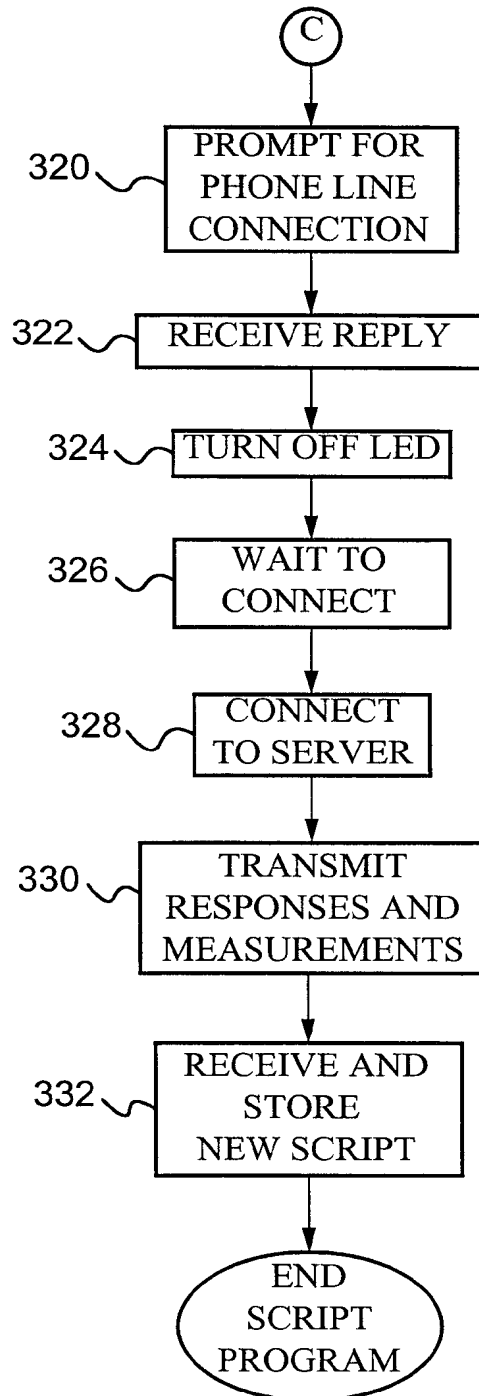 C
320
PROMPT FOR
PHONE LINE
CONNECTION
322
RECEIVE REPLY
324
TURN OFF LED
326
WAIT TO
CONNECT
328
CONNECT
TO SERVER
330
TRANSMIT
RESPONSES AND
MEASUREMENTS
332
RECEIVE AND
STORE
NEW SCRIPT
END
SCRIPT
PROGRAM